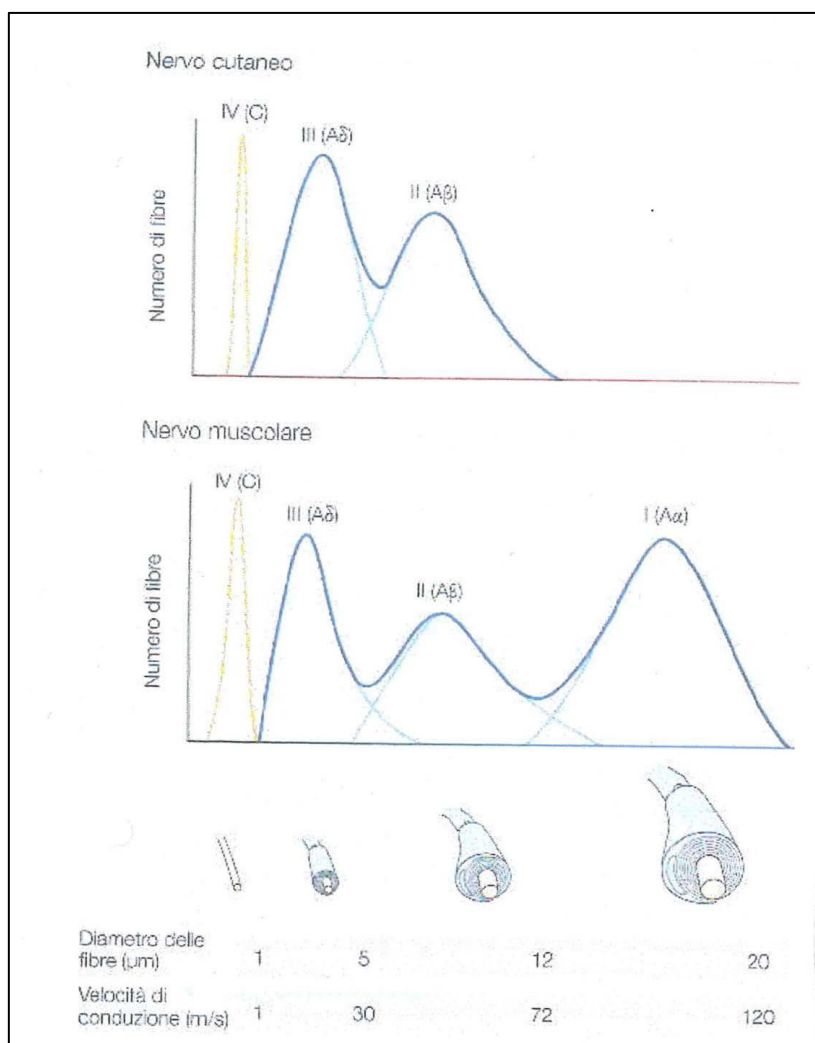 Nervo cutaneo
IV (C)
III (Aδ)
II (Aβ)
Numero di fibre
Nervo muscolare
IV (C)
III (Aδ)
II (Aβ)
I (Aα)
Numero di fibre
Diametro delle
fibre (μm) 1 5 12 20
Velocità di
conduzione (m/s) 1 30 72 120